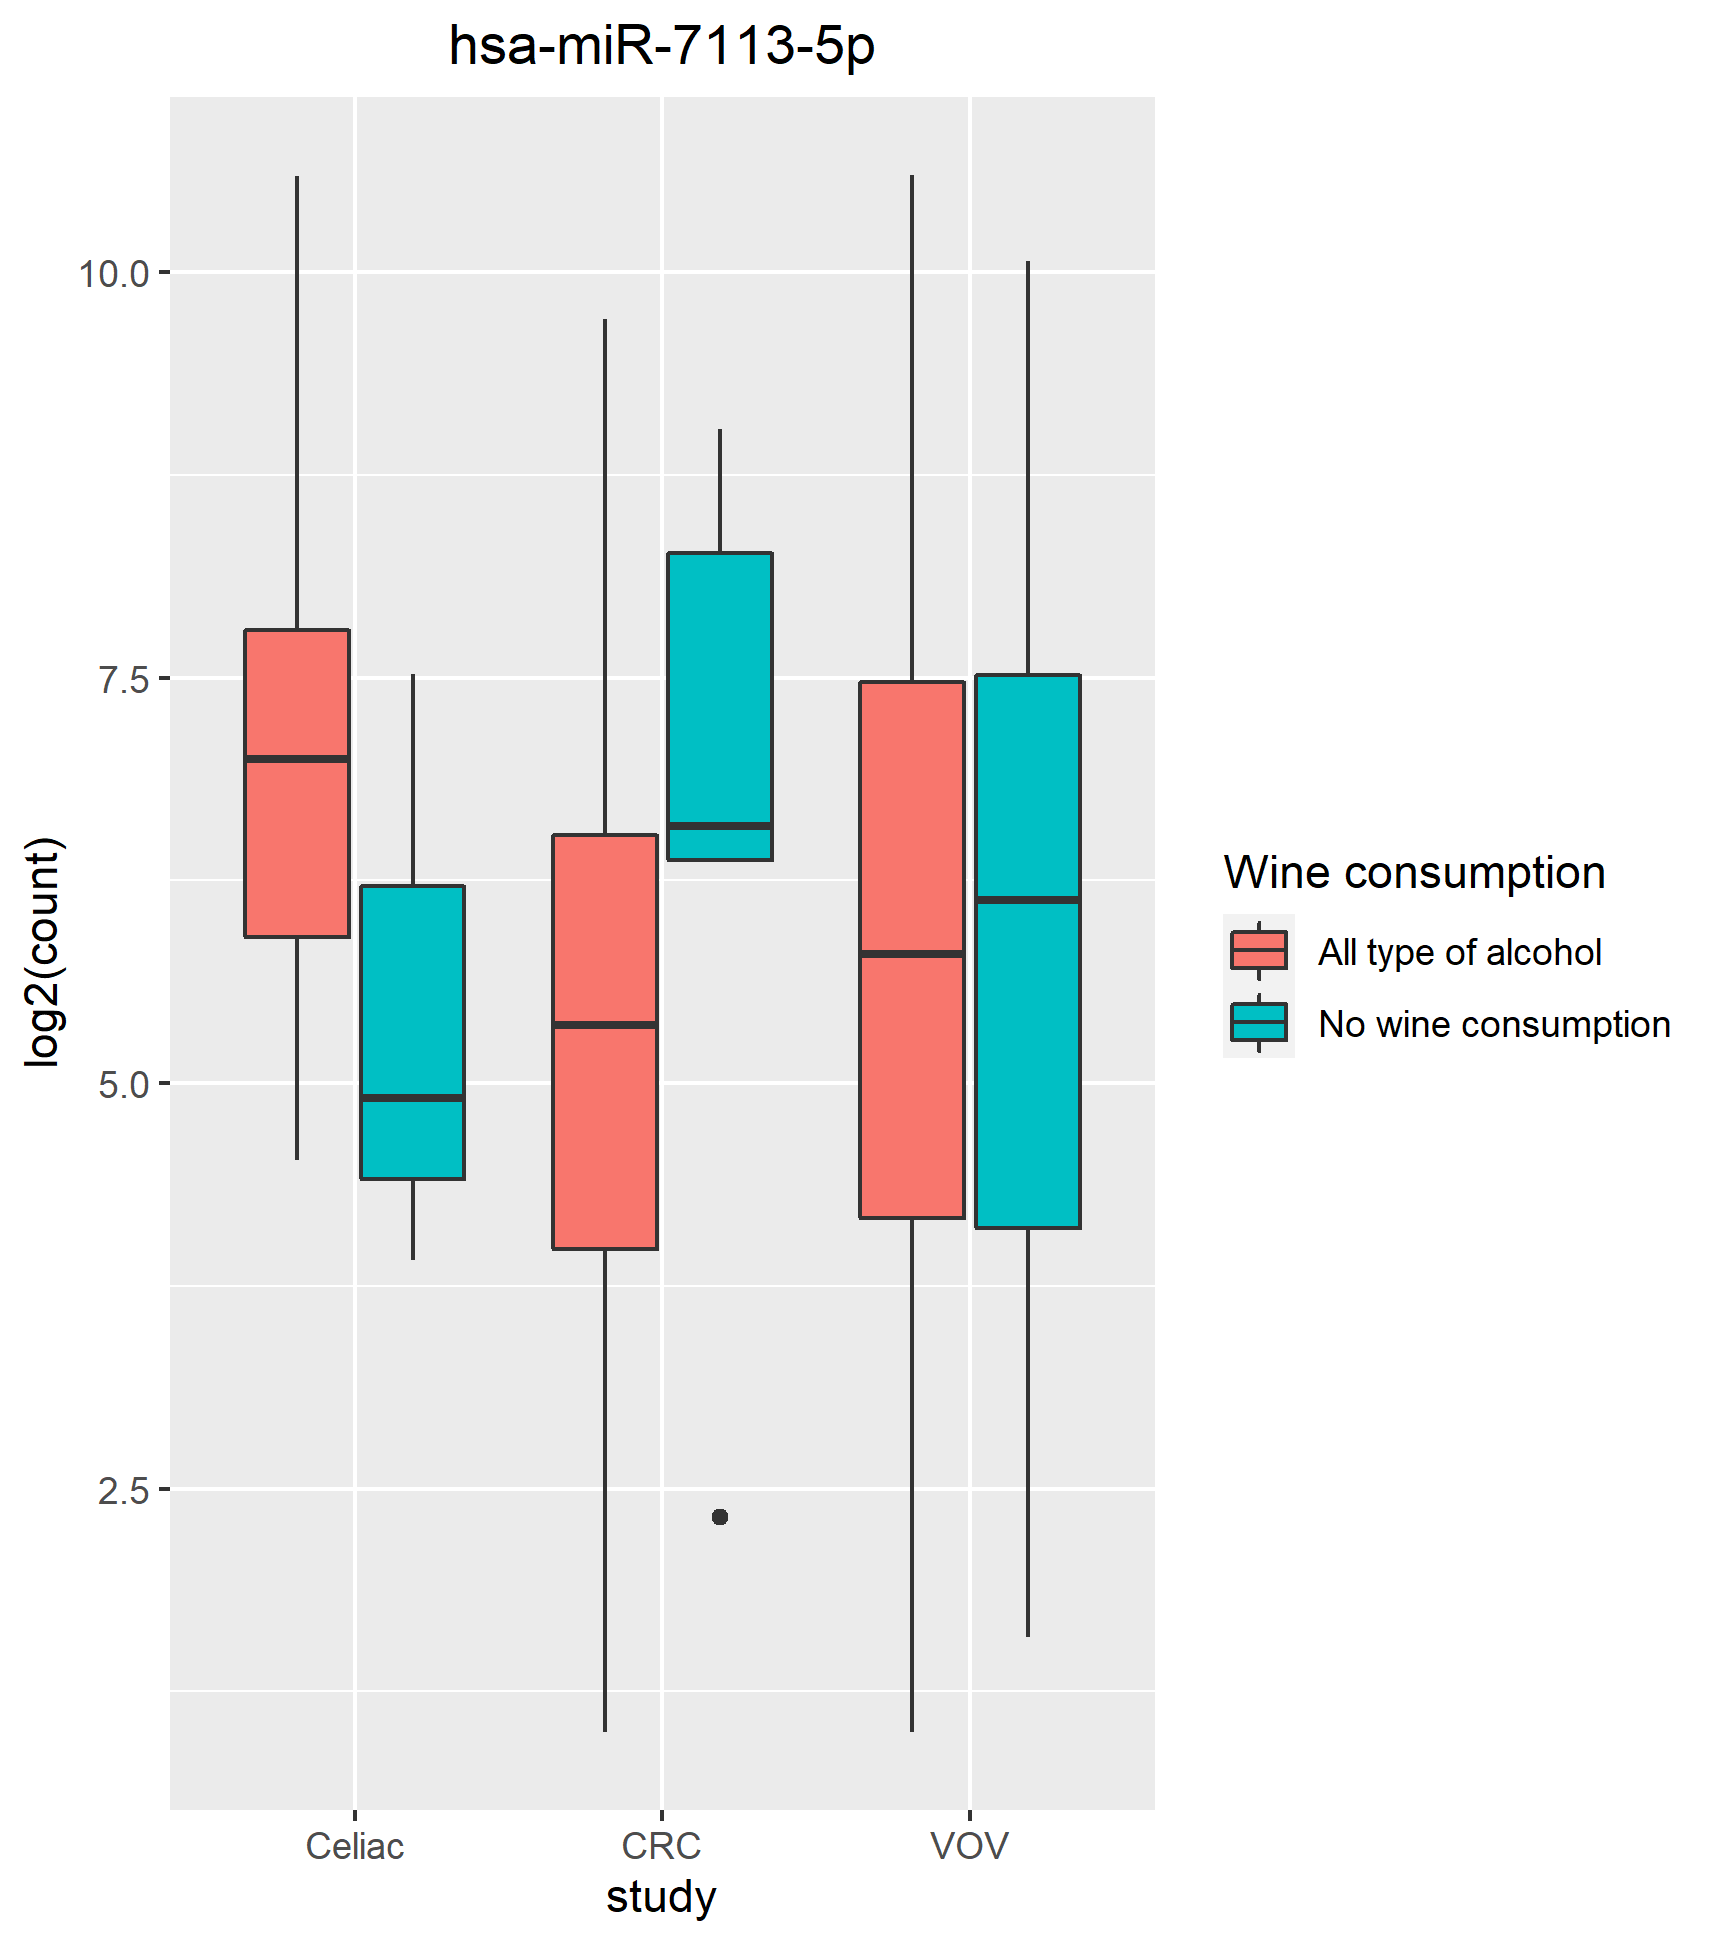 hsa-miR-7113-5p
log2(count)
10.0
7.5
5.0
2.5
Celiac CRC VOV
study
Wine consumption
All type of alcohol
No wine consumption